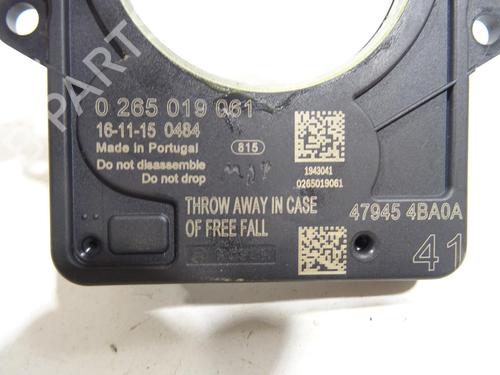 0 265 019 061
16-11-15 0484
Made in Portugal
815
Do not disassemble
Do not drop
1943041
0265019061
THROW AWAY IN CASE
OF FREE FALL
47945 4BA0A
41
PART